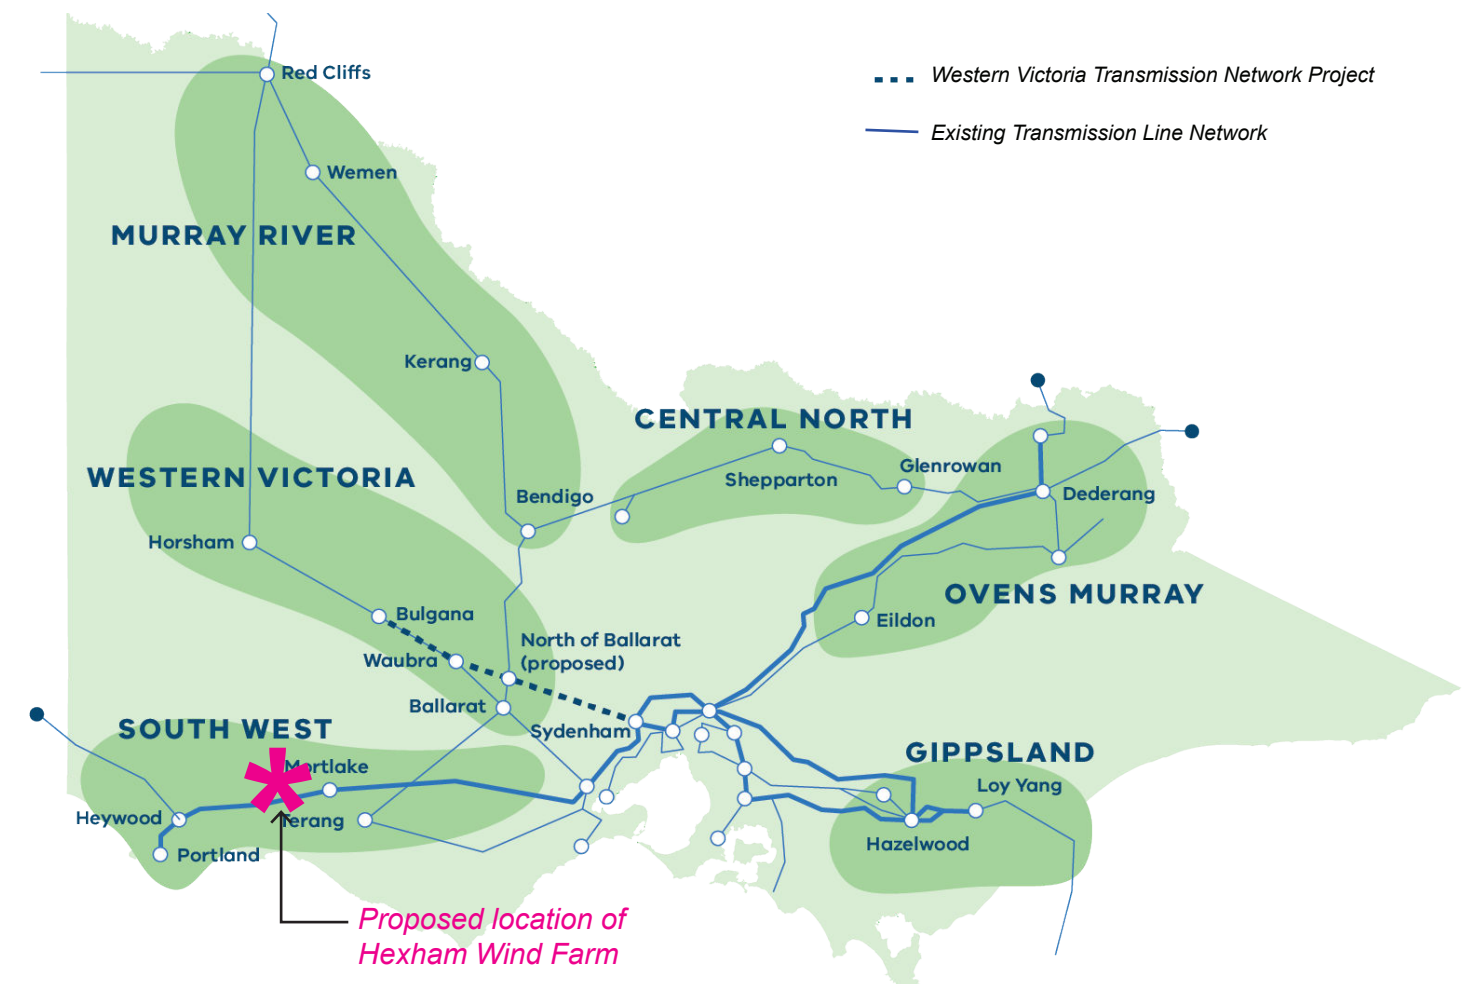 Red Cliffs
Western Victoria Transmission Network Project
Existing Transmission Line Network
Wemen
MURRAY RIVER
Kerang
CENTRAL NORTH
WESTERN VICTORIA
Glenrowan
Shepparton
Dederang
Bendigo
Horsham
OVENS MURRAY
Bulgana
Eildon
North of Ballarat
(proposed)
Waubra
Ballarat
SOUTH WEST
Sydenham
GIPPSLAND
Mortlake
Loy Yang
Heywood
Terang
Hazelwood
Portland
Proposed location of
Hexham Wind Farm